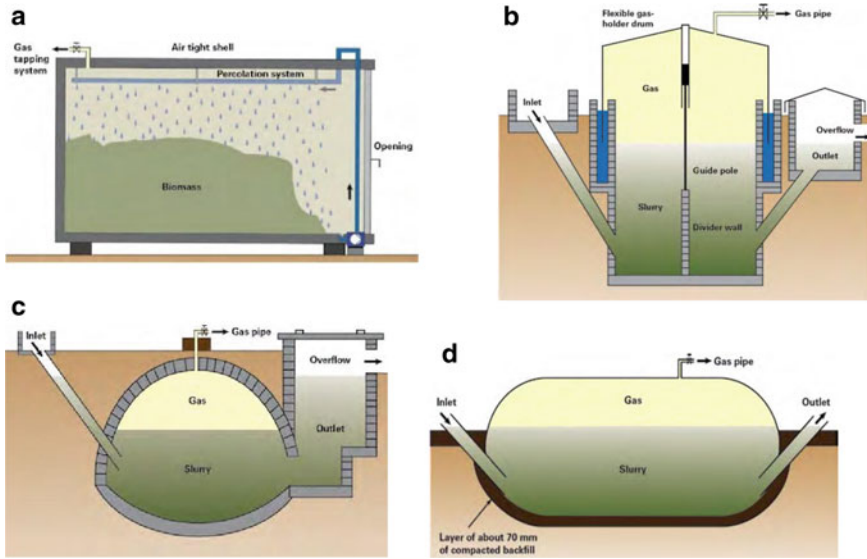 a
Gas
tapping
system
Air tight shell
Percolation system
Opening
Biomass
b
Flexible gas-
holder drum
Gas pipe
Gas
Inlet
Overflow
Outlet
Guide pole
Slurry
Divider wall
c
Inlet
Gas pipe
Overflow
Gas
Outlet
Slurry
d
Gas pipe
Inlet
Gas
Outlet
Slurry
Layer of about 70 mm
of compacted backfill